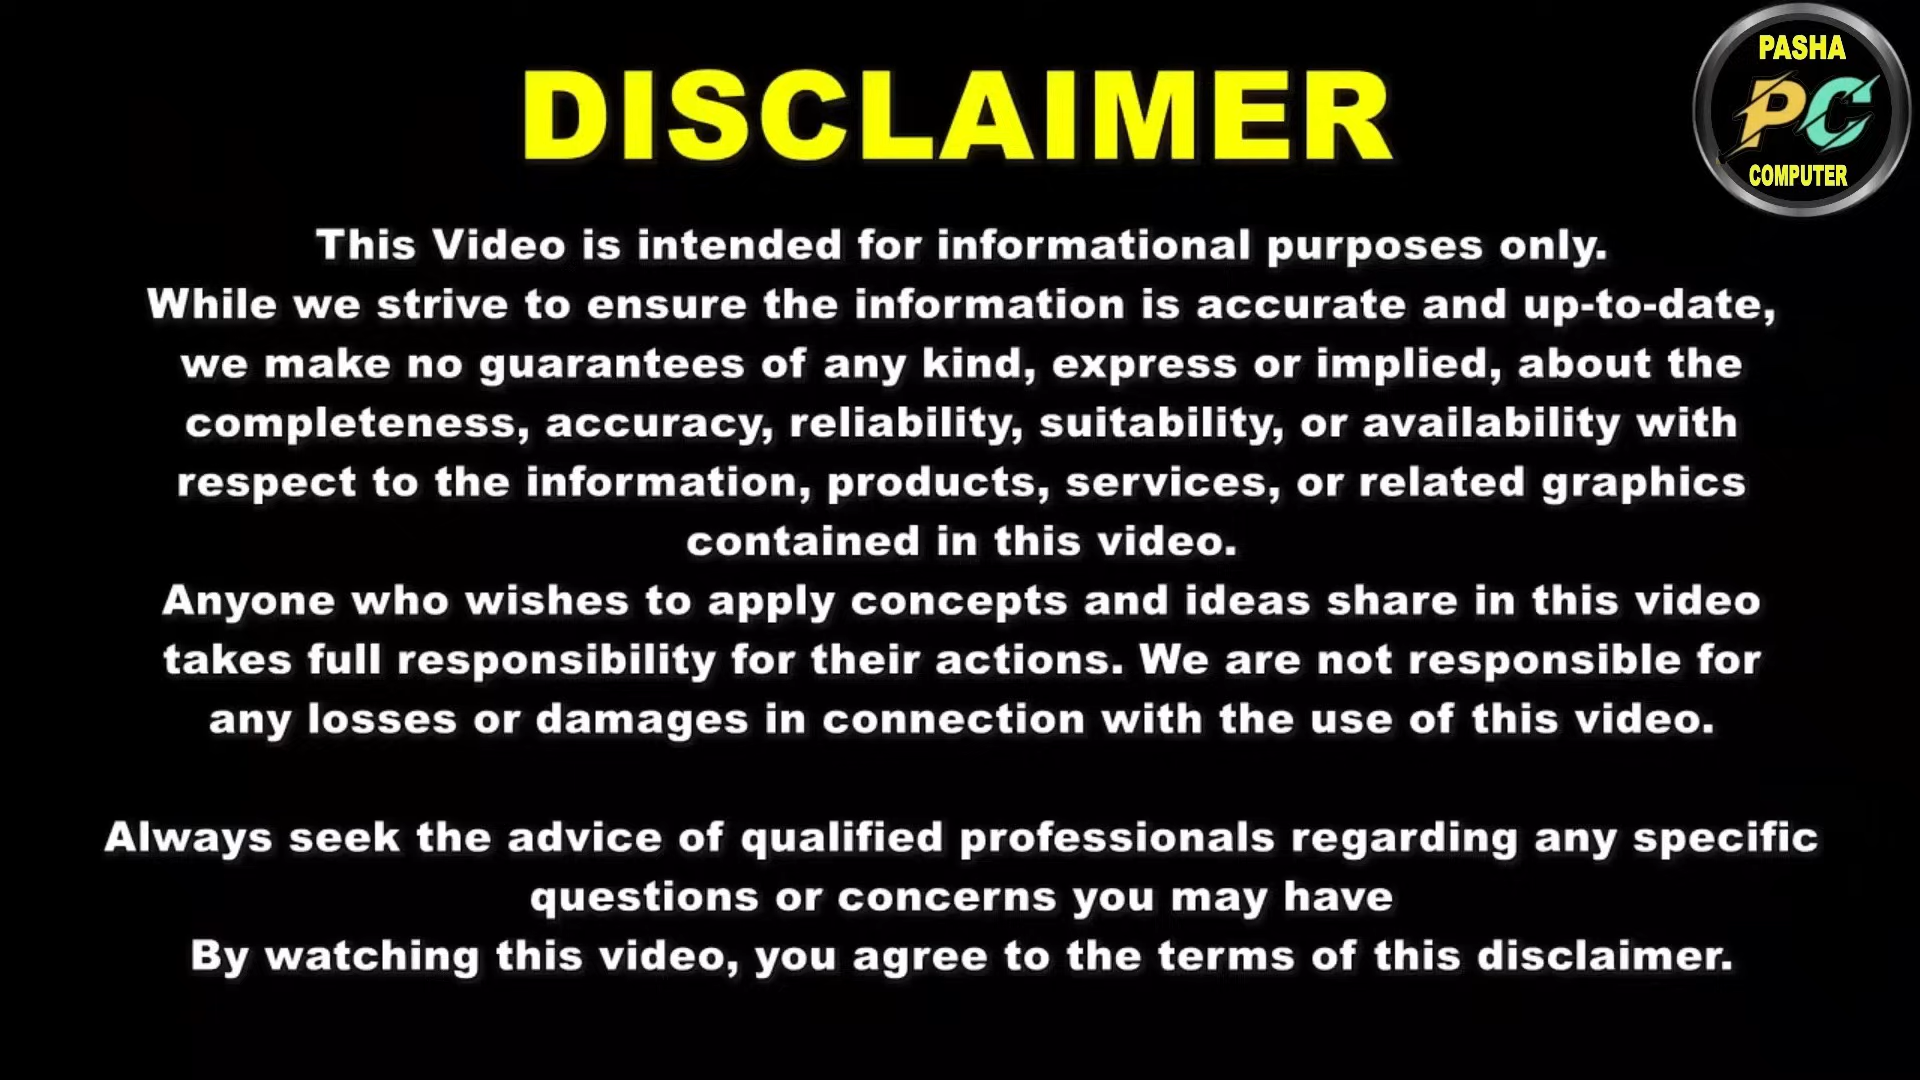 DISCLAIMER
PASHA
PC
COMPUTER
This Video is intended for informational purposes only.
While we strive to ensure the information is accurate and up-to-date,
we make no guarantees of any kind, express or implied, about the
completeness, accuracy, reliability, suitability, or availability with
respect to the information, products, services, or related graphics
contained in this video.
Anyone who wishes to apply concepts and ideas share in this video
takes full responsibility for their actions. We are not responsible for
any losses or damages in connection with the use of this video.
Always seek the advice of qualified professionals regarding any specific
questions or concerns you may have
By watching this video, you agree to the terms of this disclaimer.